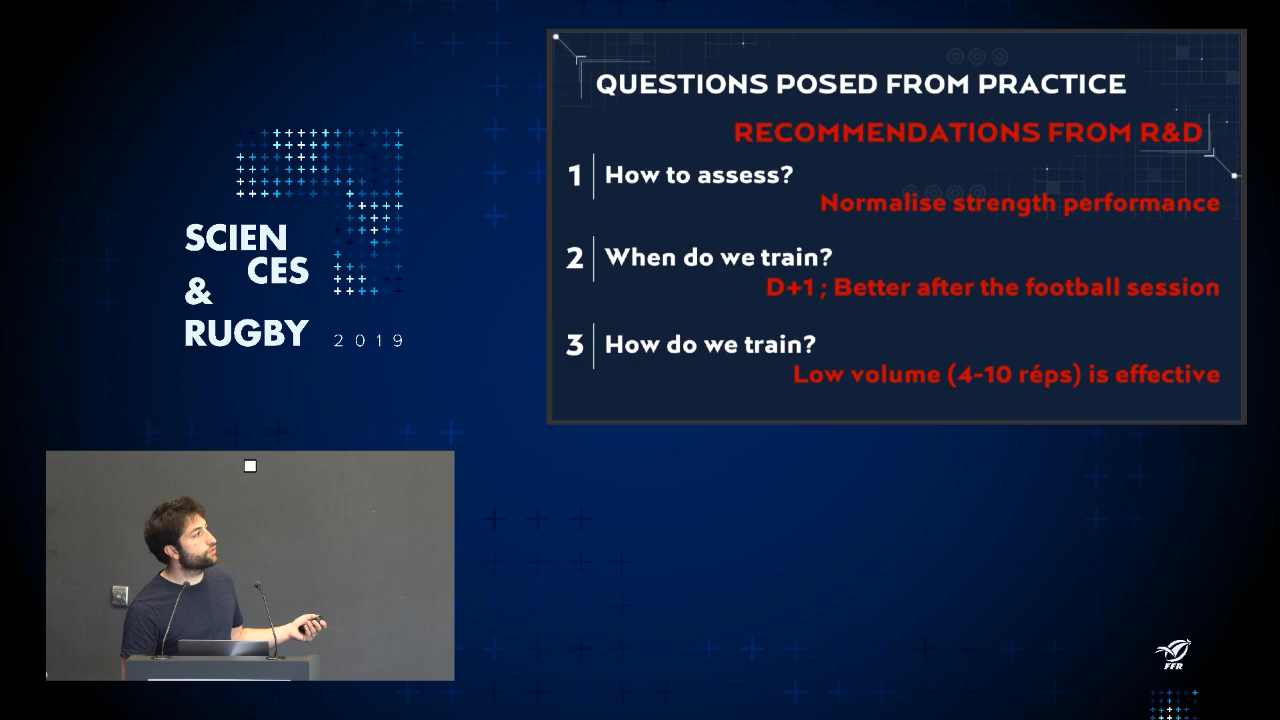 QUESTIONS POSED FROM PRACTICE
RECOMMENDATIONS FROM R&D
1 How to assess?
Normalise strength performance
2 When do we train?
D+1 ; Better after the football session
3 How do we train?
Low volume (4-10 réps) is effective
SCIEN
CES
&
RUGBY 2019
FFR